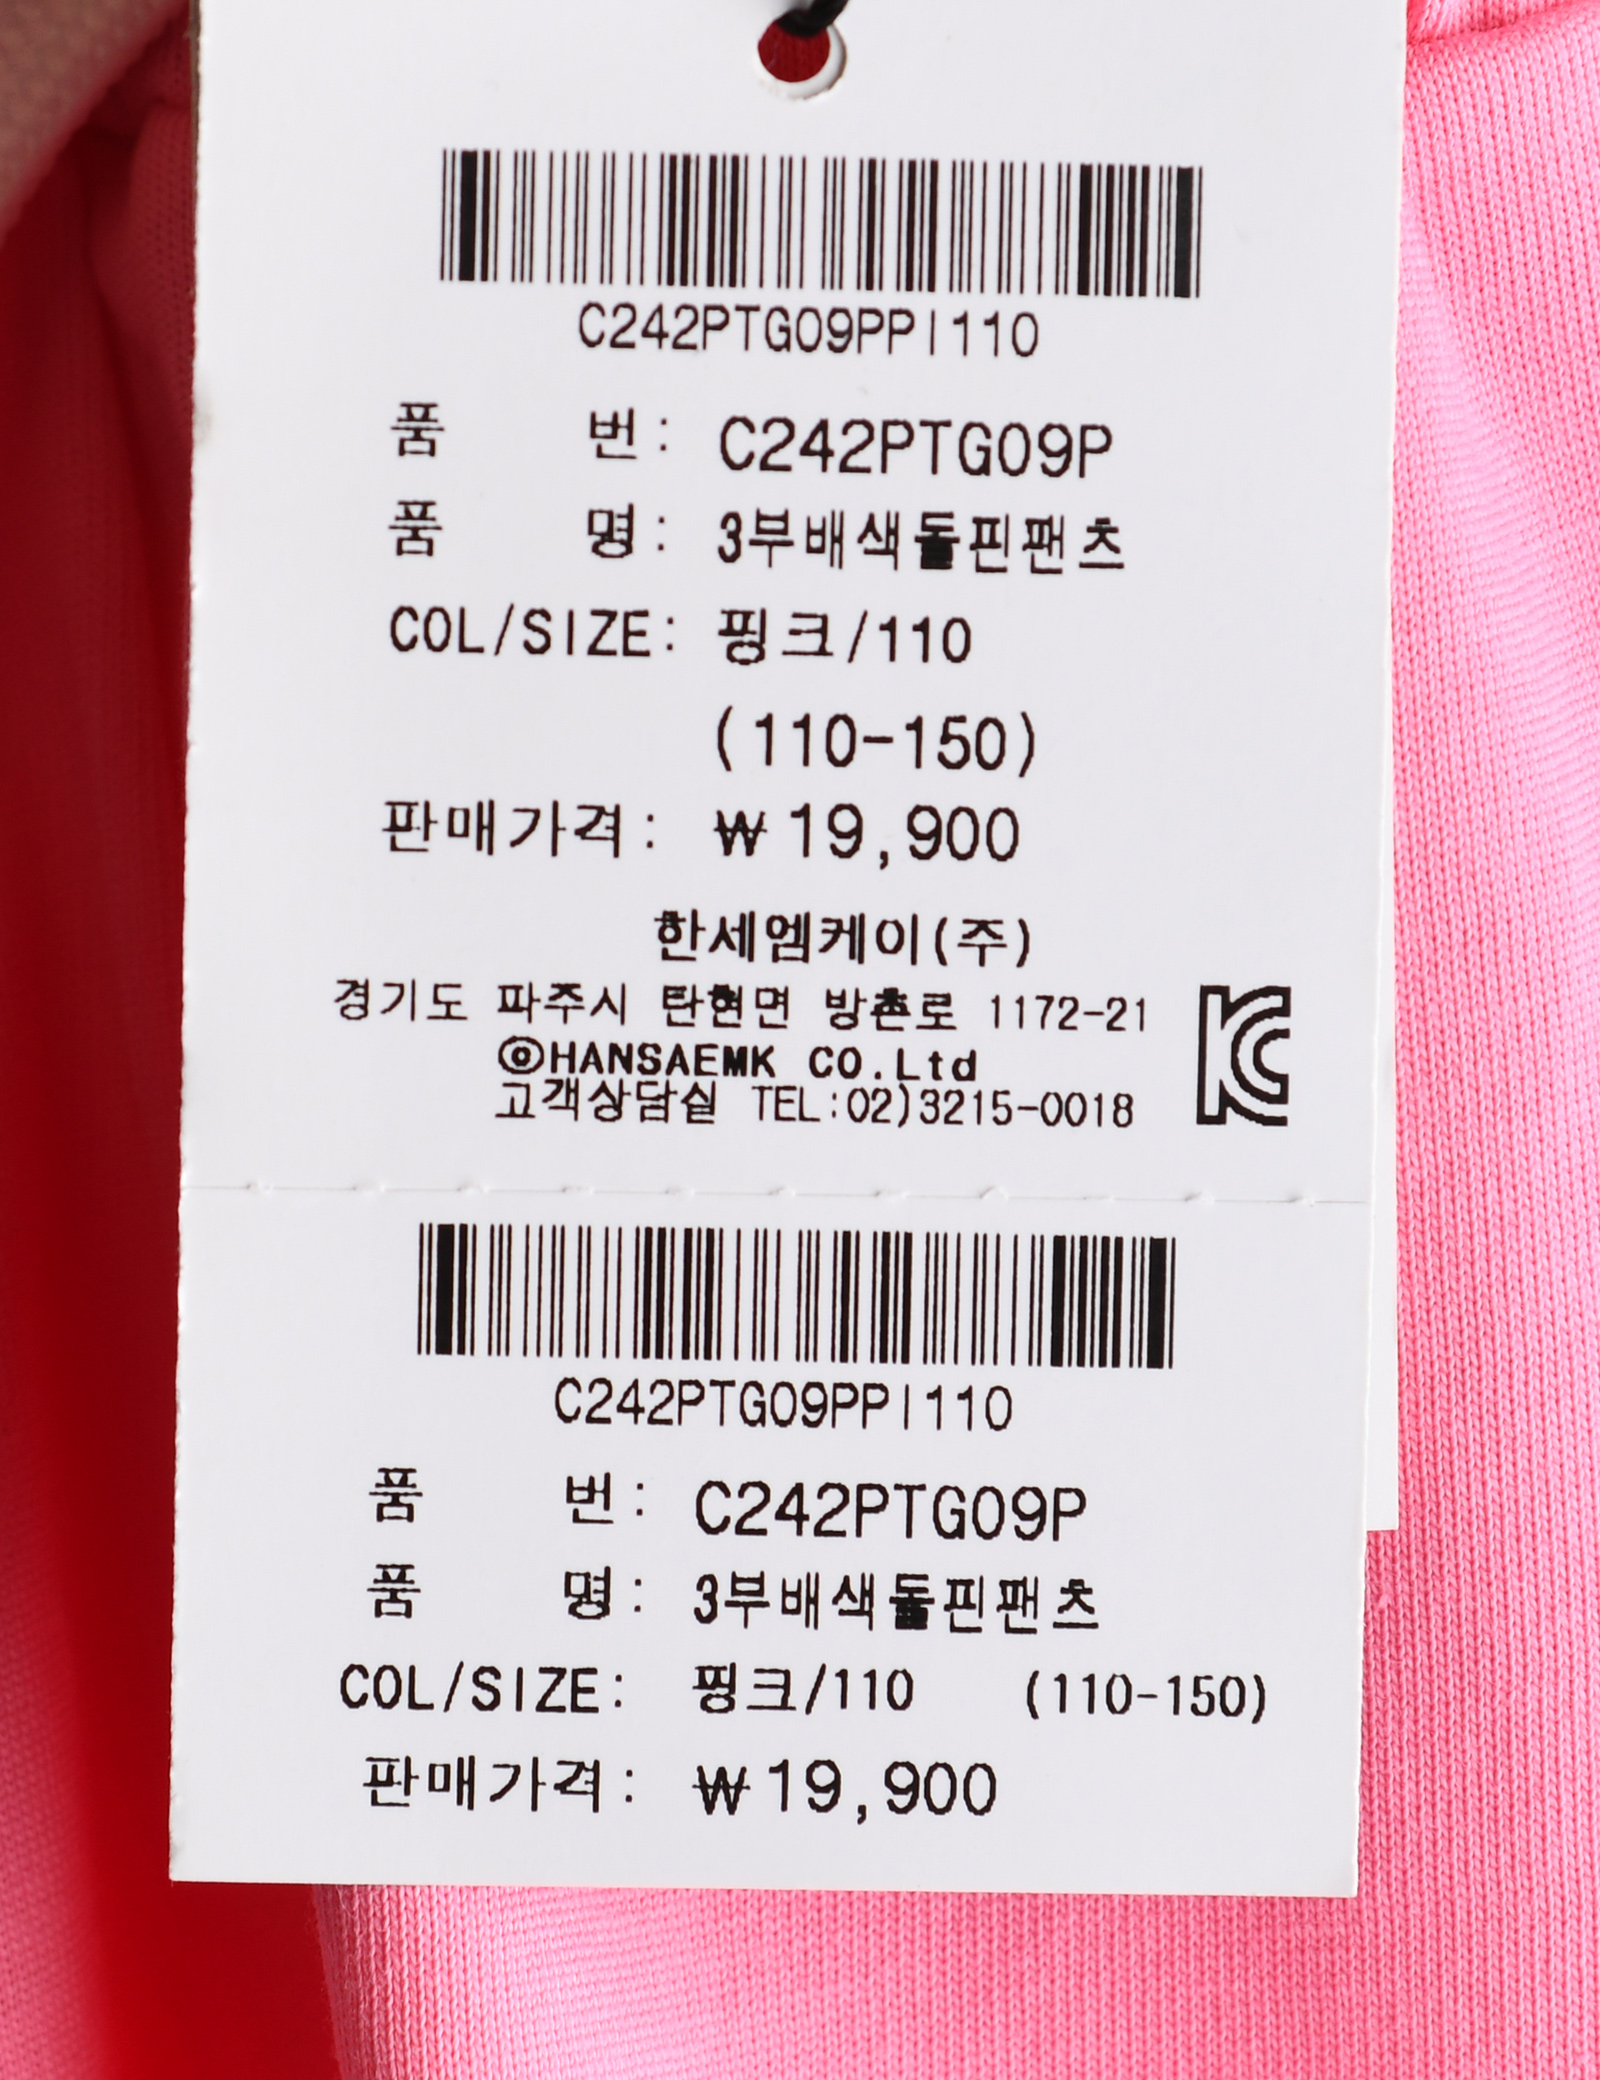 C242PTG09PPI110
품 번: C242PTG09P
품 명: 3부배색돌핀팬츠
COL/SIZE: 핑크/110
(110-150)
판매가격: ₩19,900
한세엠케이(주)
경기도 파주시 탄현면 방촌로 1172-21
©HANSAEMK CO.Ltd
고객상담실 TEL:02)3215-0018
KC
C242PTG09PPI110
품 번: C242PTG09P
품 명: 3부배색돌핀팬츠
COL/SIZE: 핑크/110 (110-150)
판매가격: ₩19,900